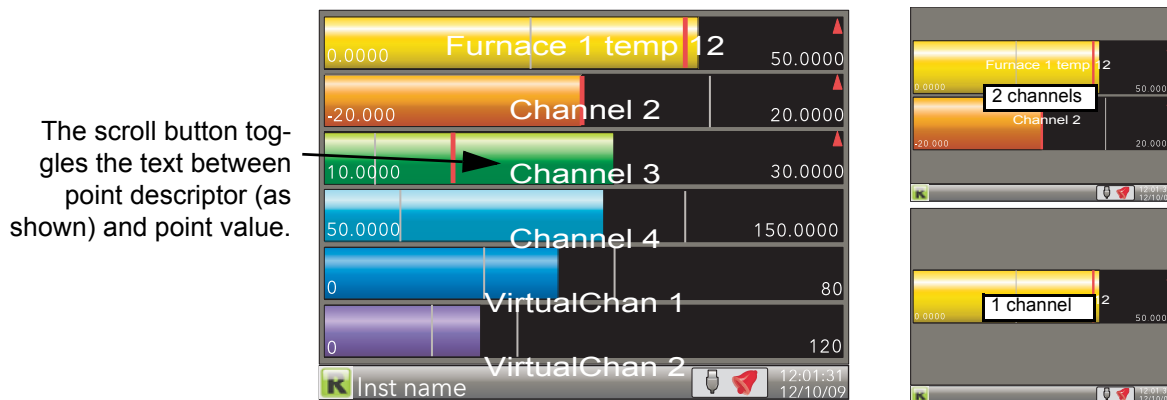 The scroll button tog-
gles the text between
point descriptor (as
shown) and point value.
0.0000 Furnace 1 temp 12 50.0000
-20.000 Channel 2 20.0000
10.0000 Channel 3 30.0000
50.0000 Channel 4 150.0000
0 VirtualChan 1 80
0 VirtualChan 2 120
Inst name 12:01:31
12/10/09
Furnace 1 temp 12
0.0000 50.000
2 channels
Channel 2
-20.000 20.000
1 channel 2
0.0000 50.000